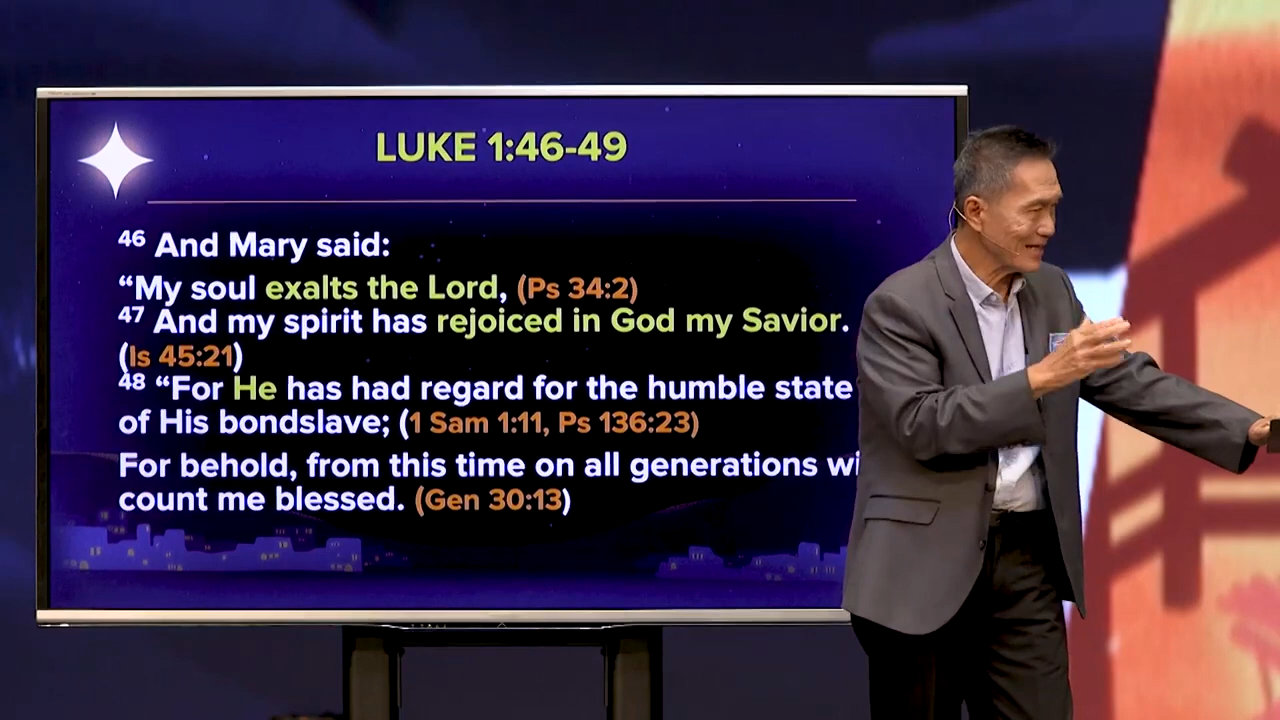 LUKE 1:46-49
46 And Mary said:
“My soul exalts the Lord, (Ps 34:2)
47 And my spirit has rejoiced in God my Savior.
(Is 45:21)
48 “For He has had regard for the humble state
of His bondslave; (1 Sam 1:11, Ps 136:23)
For behold, from this time on all generations wi
count me blessed. (Gen 30:13)